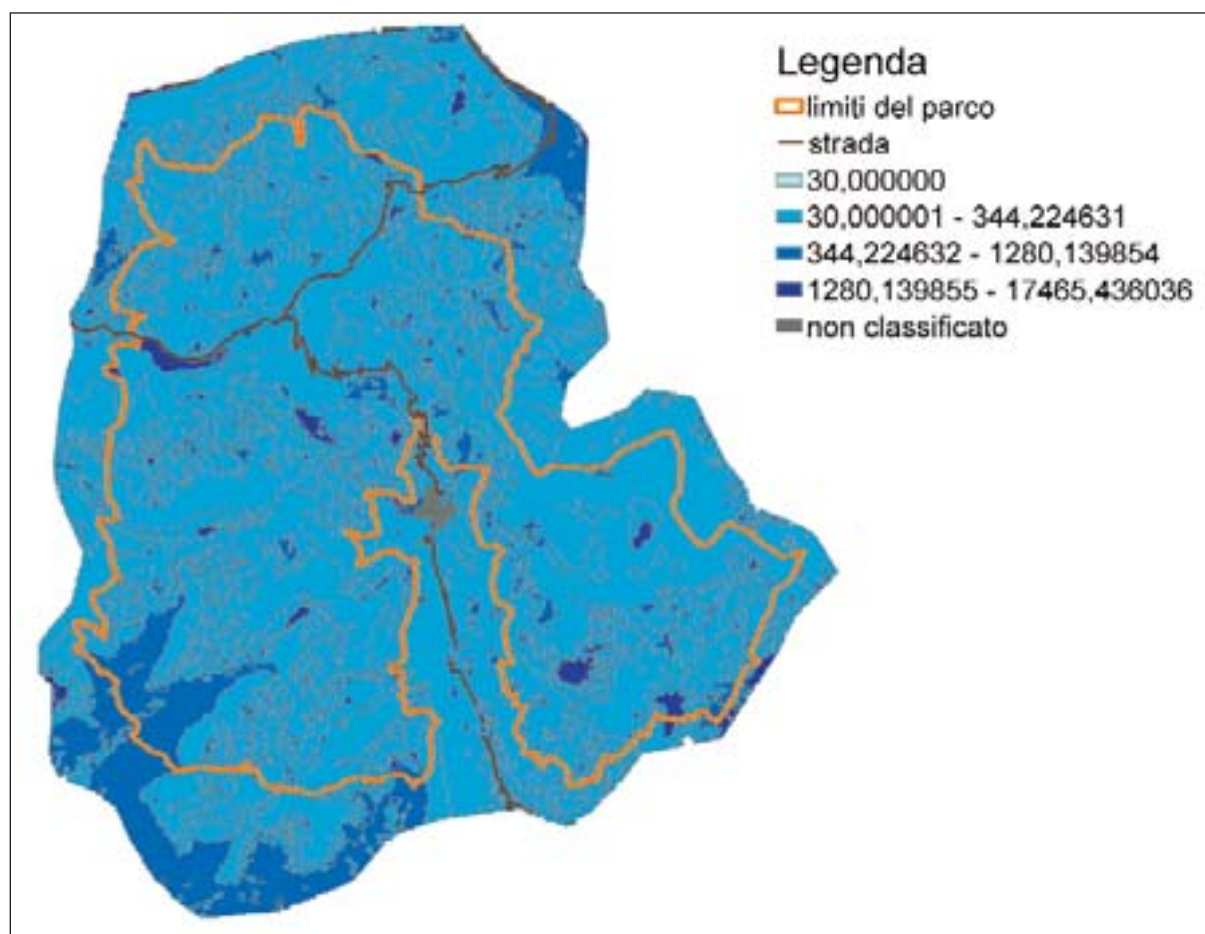 Legenda
limiti del parco
strada
30,000000
30,000001 - 344,224631
344,224632 - 1280,139854
1280,139855 - 17465,436036
non classificato